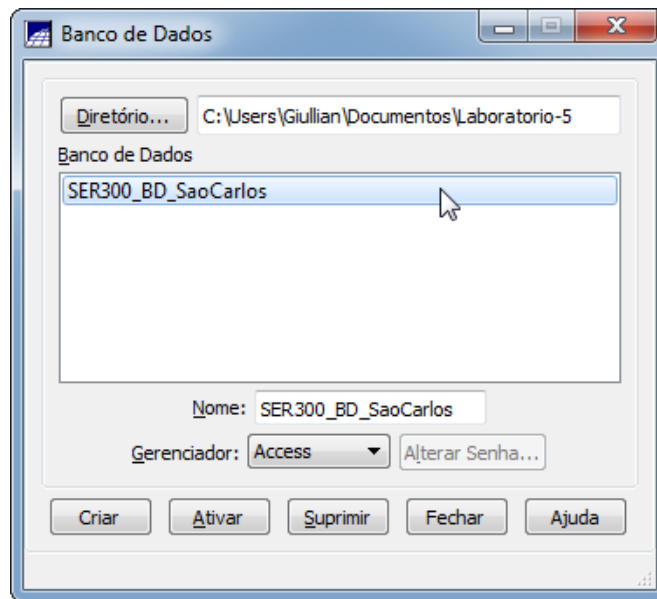 Banco de Dados
Diretório... C:\Users\Giullian\Documentos\Laboratorio-5
Banco de Dados
SER300_BD_SaoCarlos
Nome: SER300_BD_SaoCarlos
Gerenciador: Access Alterar Senha...
Criar Ativar Suprimir Fechar Ajuda